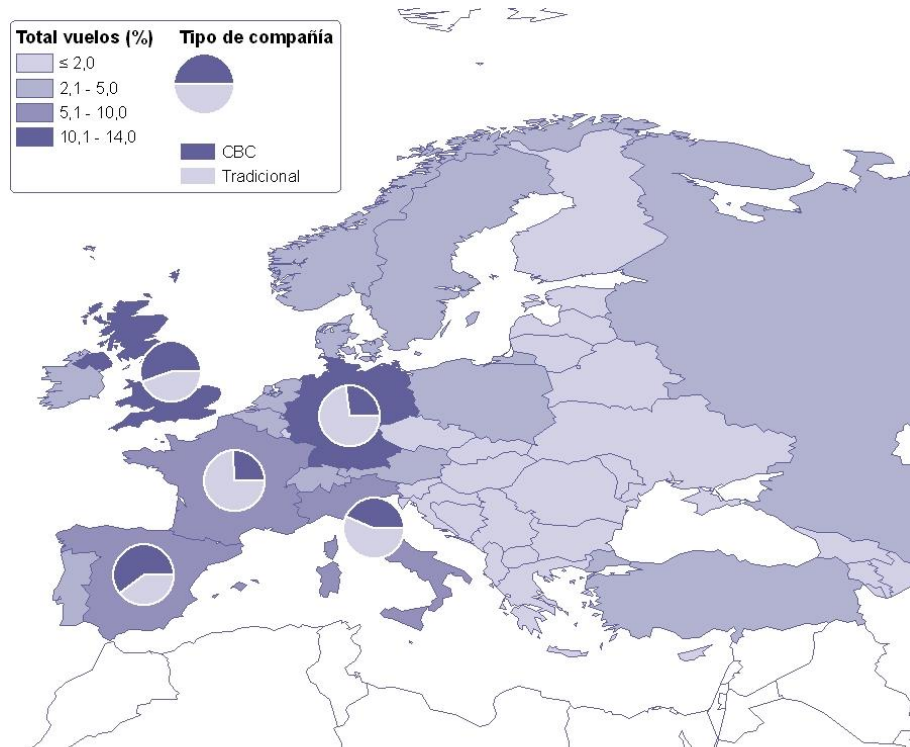 Total vuelos (%)
≤ 2,0
2,1 - 5,0
5,1 - 10,0
10,1 - 14,0
Tipo de compañía
CBC
Tradicional